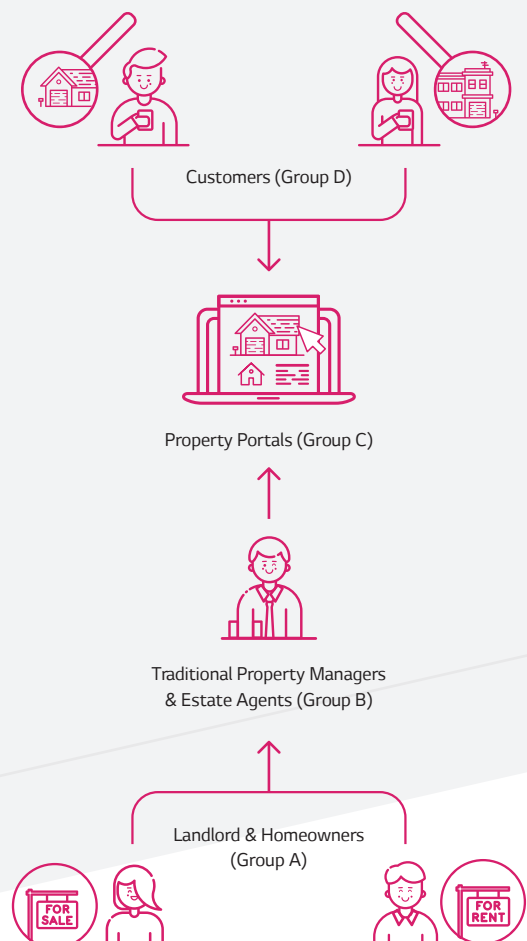 Customers (Group D)
Property Portals (Group C)
Traditional Property Managers
& Estate Agents (Group B)
Landlord & Homeowners
(Group A)
FOR
SALE
FOR
RENT